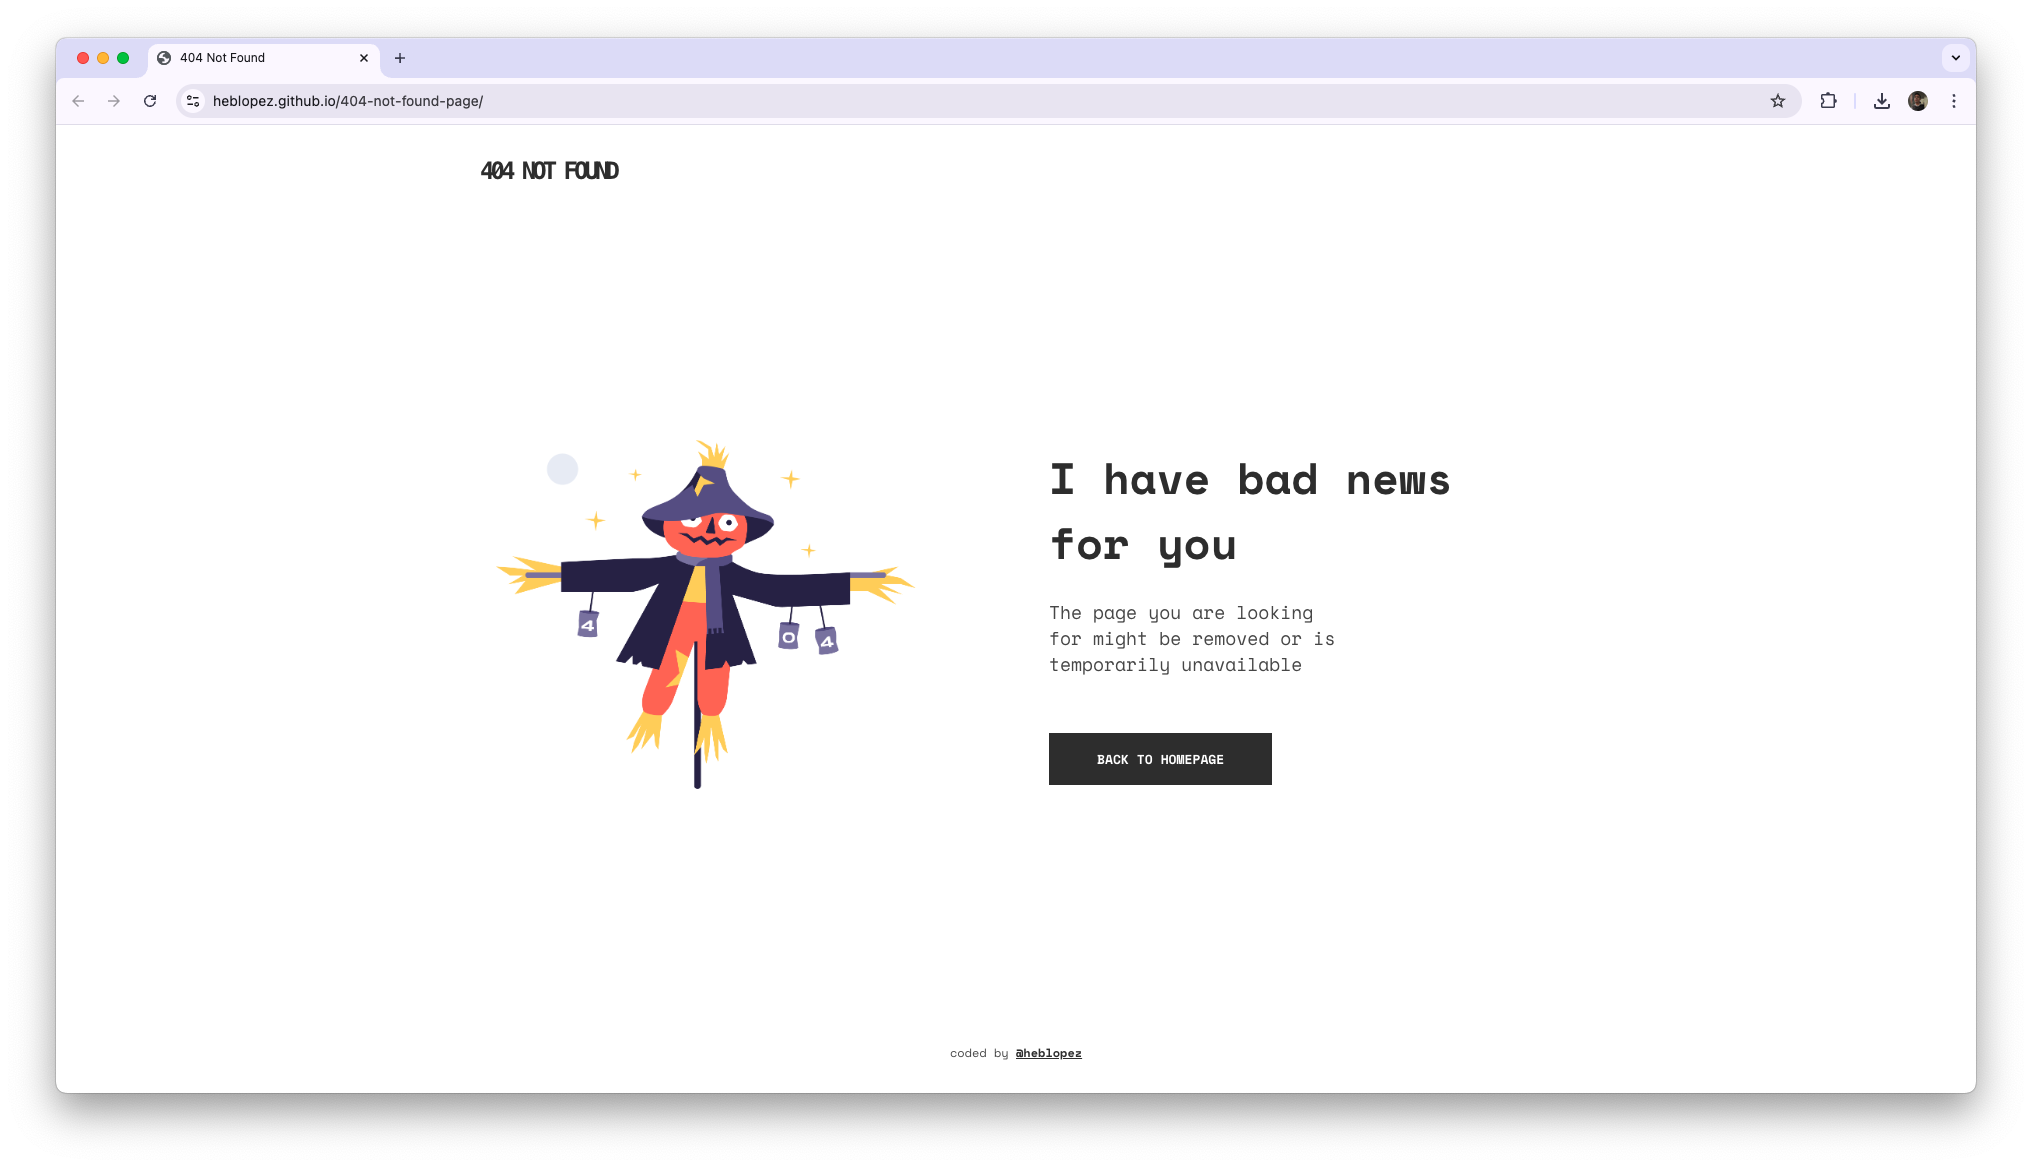 404 Not Found
heblopez.github.io/404-not-found-page/
404 NOT FOUND
I have bad news
for you
The page you are looking
for might be removed or is
temporarily unavailable
4
0
4
BACK TO HOMEPAGE
coded by @heblopez